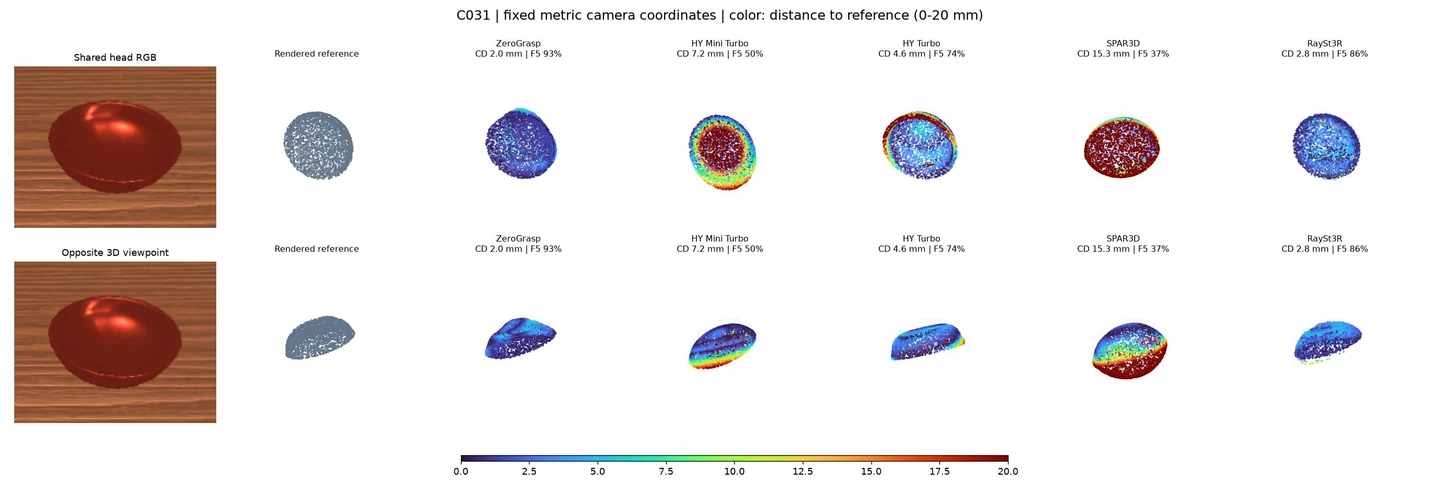 C031 | fixed metric camera coordinates | color: distance to reference (0-20 mm)
Shared head RGB
Rendered reference
ZeroGrasp
CD 2.0 mm | F5 93%
HY Mini Turbo
CD 7.2 mm | F5 50%
HY Turbo
CD 4.6 mm | F5 74%
SPAR3D
CD 15.3 mm | F5 37%
RaySt3R
CD 2.8 mm | F5 86%
Opposite 3D viewpoint
Rendered reference
ZeroGrasp
CD 2.0 mm | F5 93%
HY Mini Turbo
CD 7.2 mm | F5 50%
HY Turbo
CD 4.6 mm | F5 74%
SPAR3D
CD 15.3 mm | F5 37%
RaySt3R
CD 2.8 mm | F5 86%
0.0 2.5 5.0 7.5 10.0 12.5 15.0 17.5 20.0